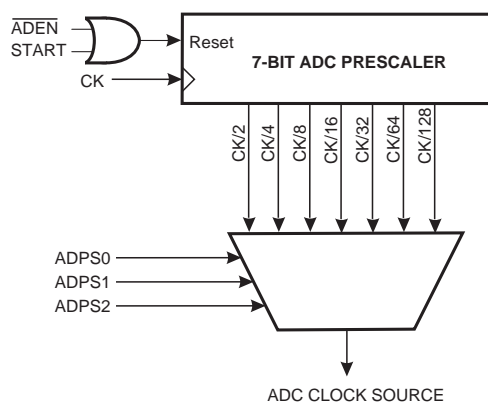 ADEN
START
Reset
7-BIT ADC PRESCALER
CK
CK/2
CK/4
CK/8
CK/16
CK/32
CK/64
CK/128
ADPS0
ADPS1
ADPS2
ADC CLOCK SOURCE